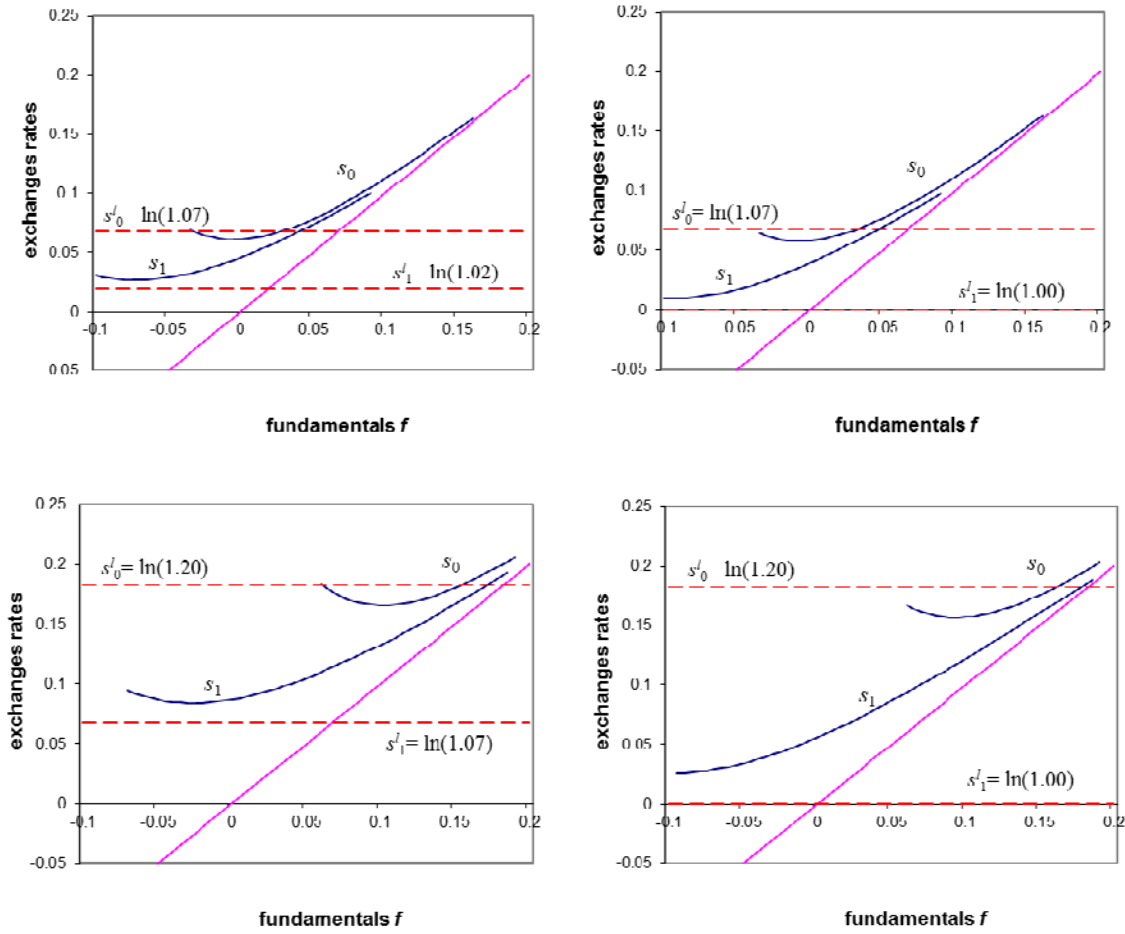 0.25
0.2
0.15
0.1
0.05
0
0.05
-0.1
-0.05
0
0.05
0.1
0.15
0.2
exchanges rates
fundamentals f
s₀
s₁
sˡ₀ ln(1.07)
sˡ₁ ln(1.02)
0.25
0.2
0.15
0.1
0.05
0
-0.05
0.1
0.05
0
0.05
0.1
0.15
0.2
exchanges rates
fundamentals f
s₀
s₁
sˡ₀= ln(1.07)
sˡ₁= ln(1.00)
0.25
0.2
0.15
0.1
0.05
0
-0.05
-0.1
-0.05
0
0.05
0.1
0.15
0.2
exchanges rates
fundamentals f
sˡ₀= ln(1.20)
s₀
s₁
sˡ₁= ln(1.07)
0.25
0.2
0.15
0.1
0.05
0
-0.05
-0.1
-0.05
0
0.05
0.1
0.15
0.2
exchanges rates
fundamentals f
s₀
sˡ₀ ln(1.20)
s₁
sˡ₁= ln(1.00)